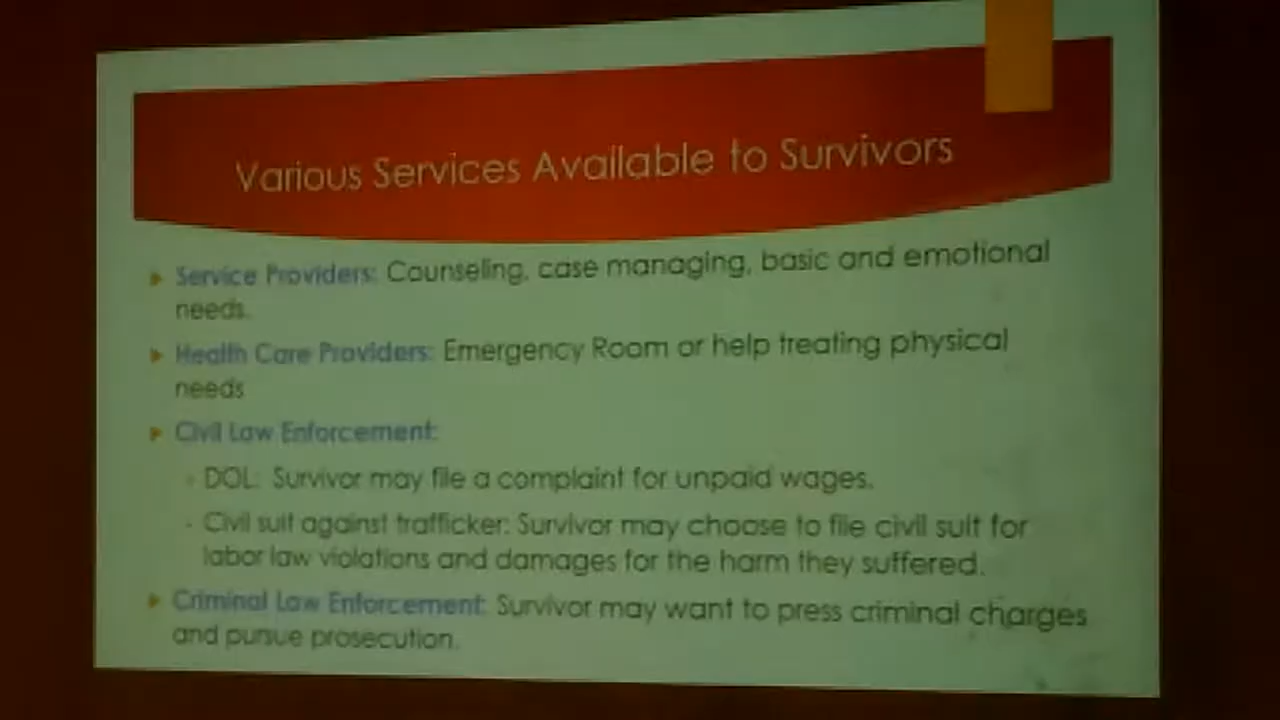 Various Services Available to Survivors
Service Providers: Counseling, case managing, basic and emotional
needs.
Health Care Providers: Emergency Room or help treating physical
needs
Civil Law Enforcement:
DOL: Survivor may file a complaint for unpaid wages.
Civil suit against trafficker: Survivor may choose to file civil suit for
labor law violations and damages for the harm they suffered.
Criminal Law Enforcement: Survivor may want to press criminal charges
and pursue prosecution.